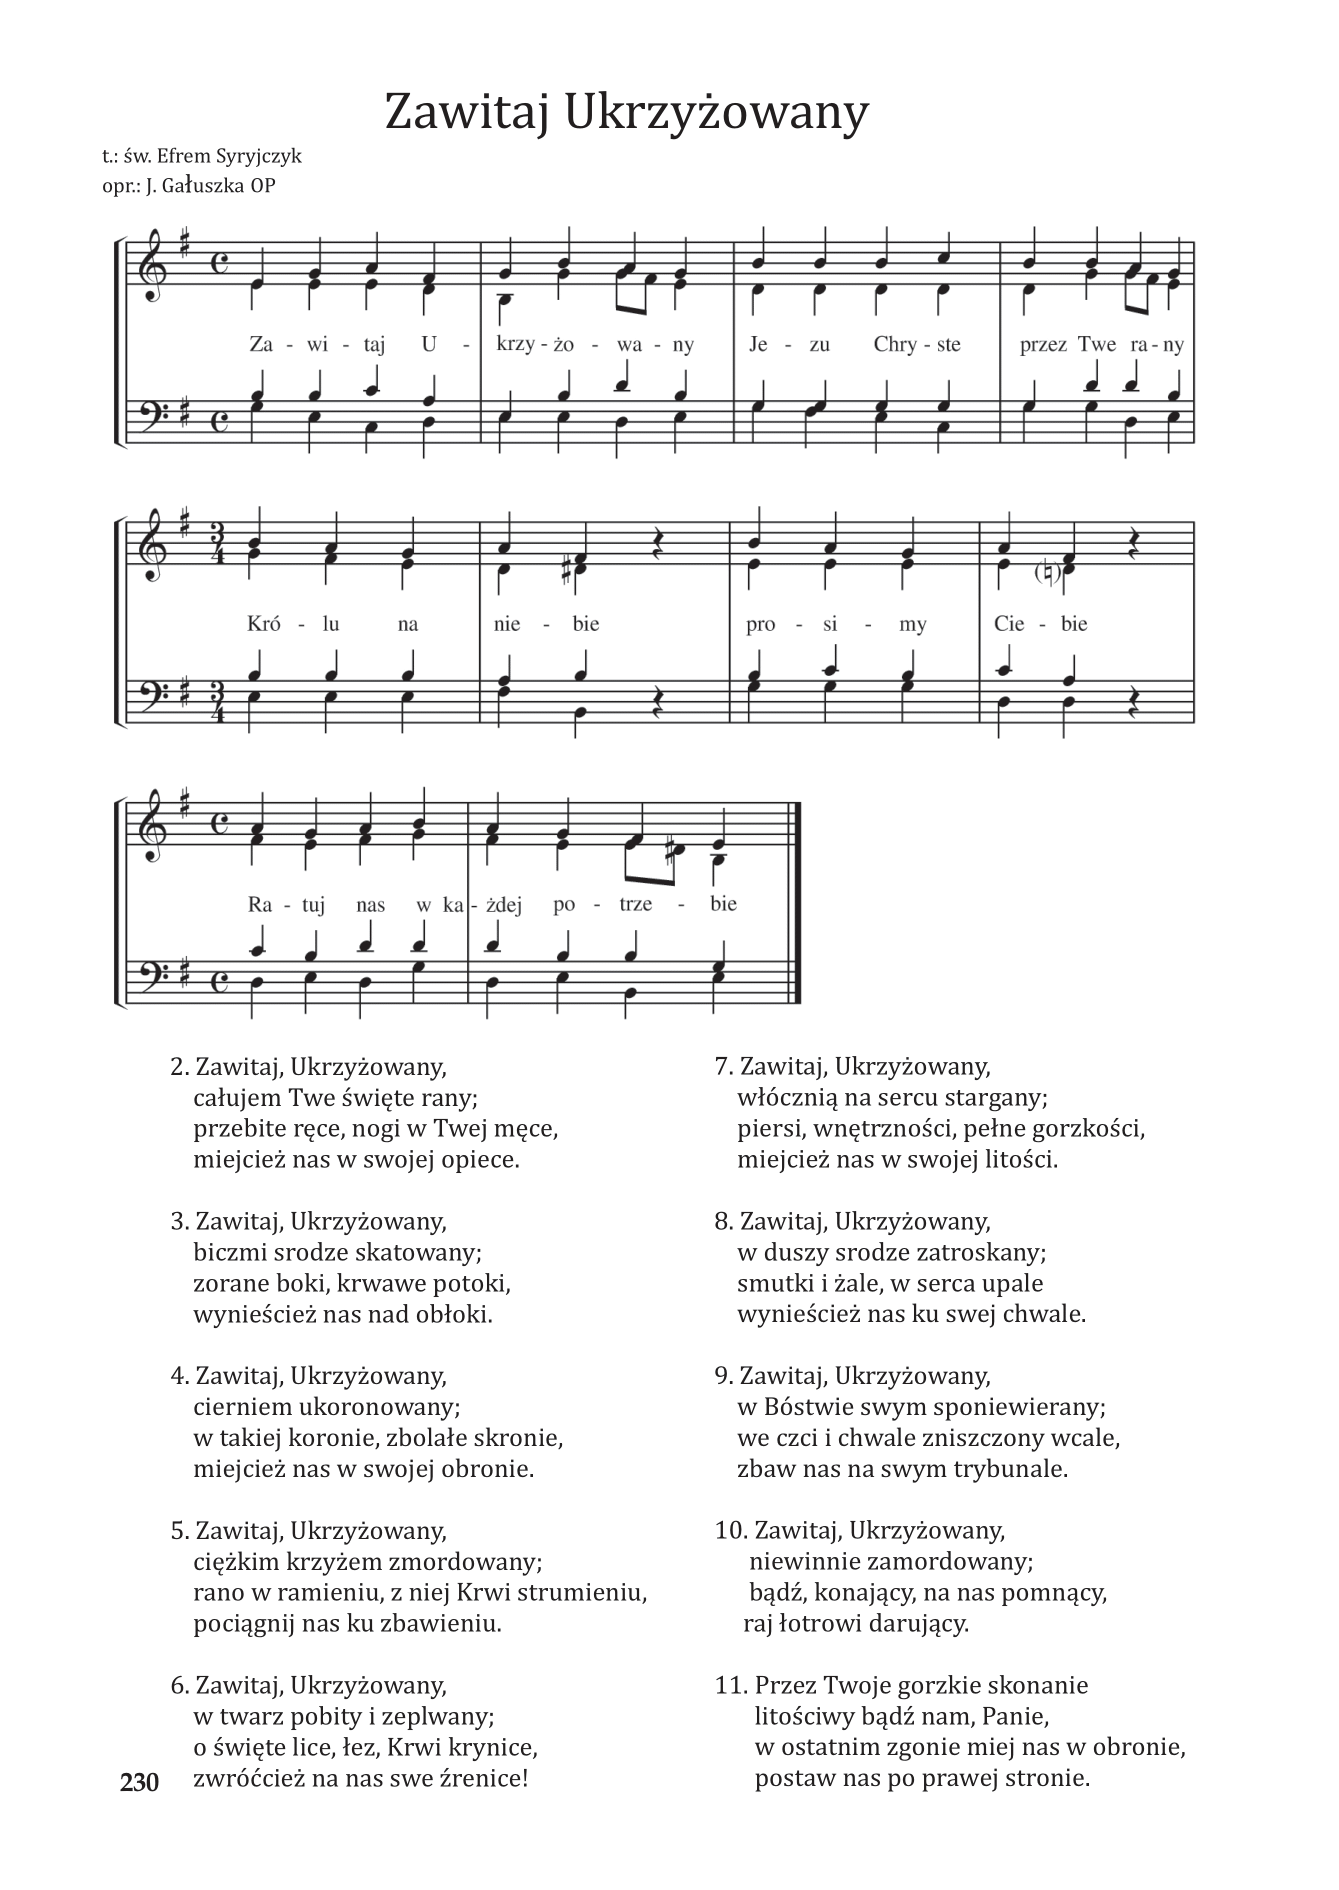 Zawitaj Ukrzyżowany
t.: św. Efrem Syryjczyk
opr.: J. Gałuszka OP
Za - wi - taj U - krzy - żo - wa - ny Je - zu Chry - ste przez Twe ra - ny
Kró - lu na nie - bie pro - si - my Cie - bie
Ra - tuj nas w ka - żdej po - trze - bie
2. Zawitaj, Ukrzyżowany,
całujem Twe święte rany;
przebite ręce, nogi w Twej męce,
miejcież nas w swojej opiece.
3. Zawitaj, Ukrzyżowany,
biczmi srodze skatowany;
zorane boki, krwawe potoki,
wynieścież nas nad obłoki.
4. Zawitaj, Ukrzyżowany,
cierniem ukoronowany;
w takiej koronie, zbolałe skronie,
miejcież nas w swojej obronie.
5. Zawitaj, Ukrzyżowany,
ciężkim krzyżem zmordowany;
rano w ramieniu, z niej Krwi strumieniu,
pociągnij nas ku zbawieniu.
6. Zawitaj, Ukrzyżowany,
w twarz pobity i zeplwany;
o święte lice, łez, Krwi krynice,
zwróćcież na nas swe źrenice!
7. Zawitaj, Ukrzyżowany,
włócznią na sercu stargany;
piersi, wnętrzności, pełne gorzkości,
miejcież nas w swojej litości.
8. Zawitaj, Ukrzyżowany,
w duszy srodze zatroskany;
smutki i żale, w serca upale
wynieścież nas ku swej chwale.
9. Zawitaj, Ukrzyżowany,
w Bóstwie swym sponiewierany;
we czci i chwale zniszczony wcale,
zbaw nas na swym trybunale.
10. Zawitaj, Ukrzyżowany,
niewinnie zamordowany;
bądź, konający, na nas pomnący,
raj łotrowi darujący.
11. Przez Twoje gorzkie skonanie
litościwy bądź nam, Panie,
w ostatnim zgonie miej nas w obronie,
postaw nas po prawej stronie.
230